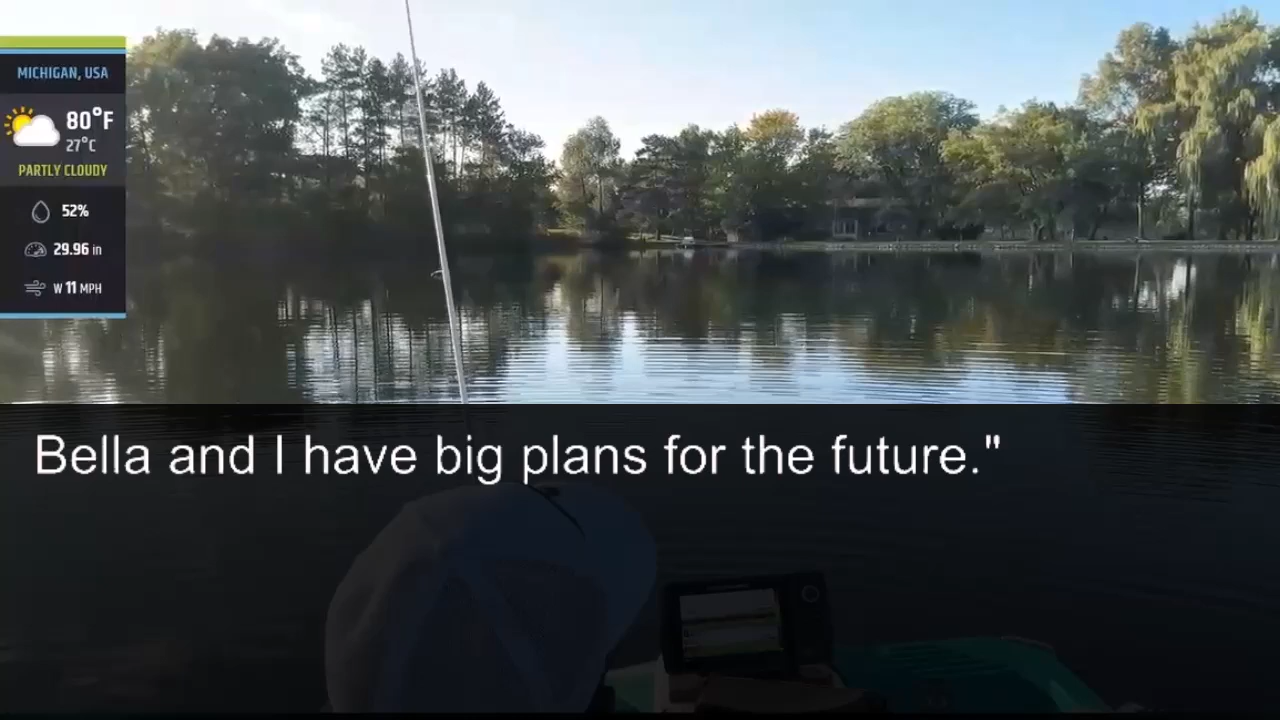 MICHIGAN, USA
80°F
27°C
PARTLY CLOUDY
52%
29.96 in
W 11 MPH
Bella and I have big plans for the future."